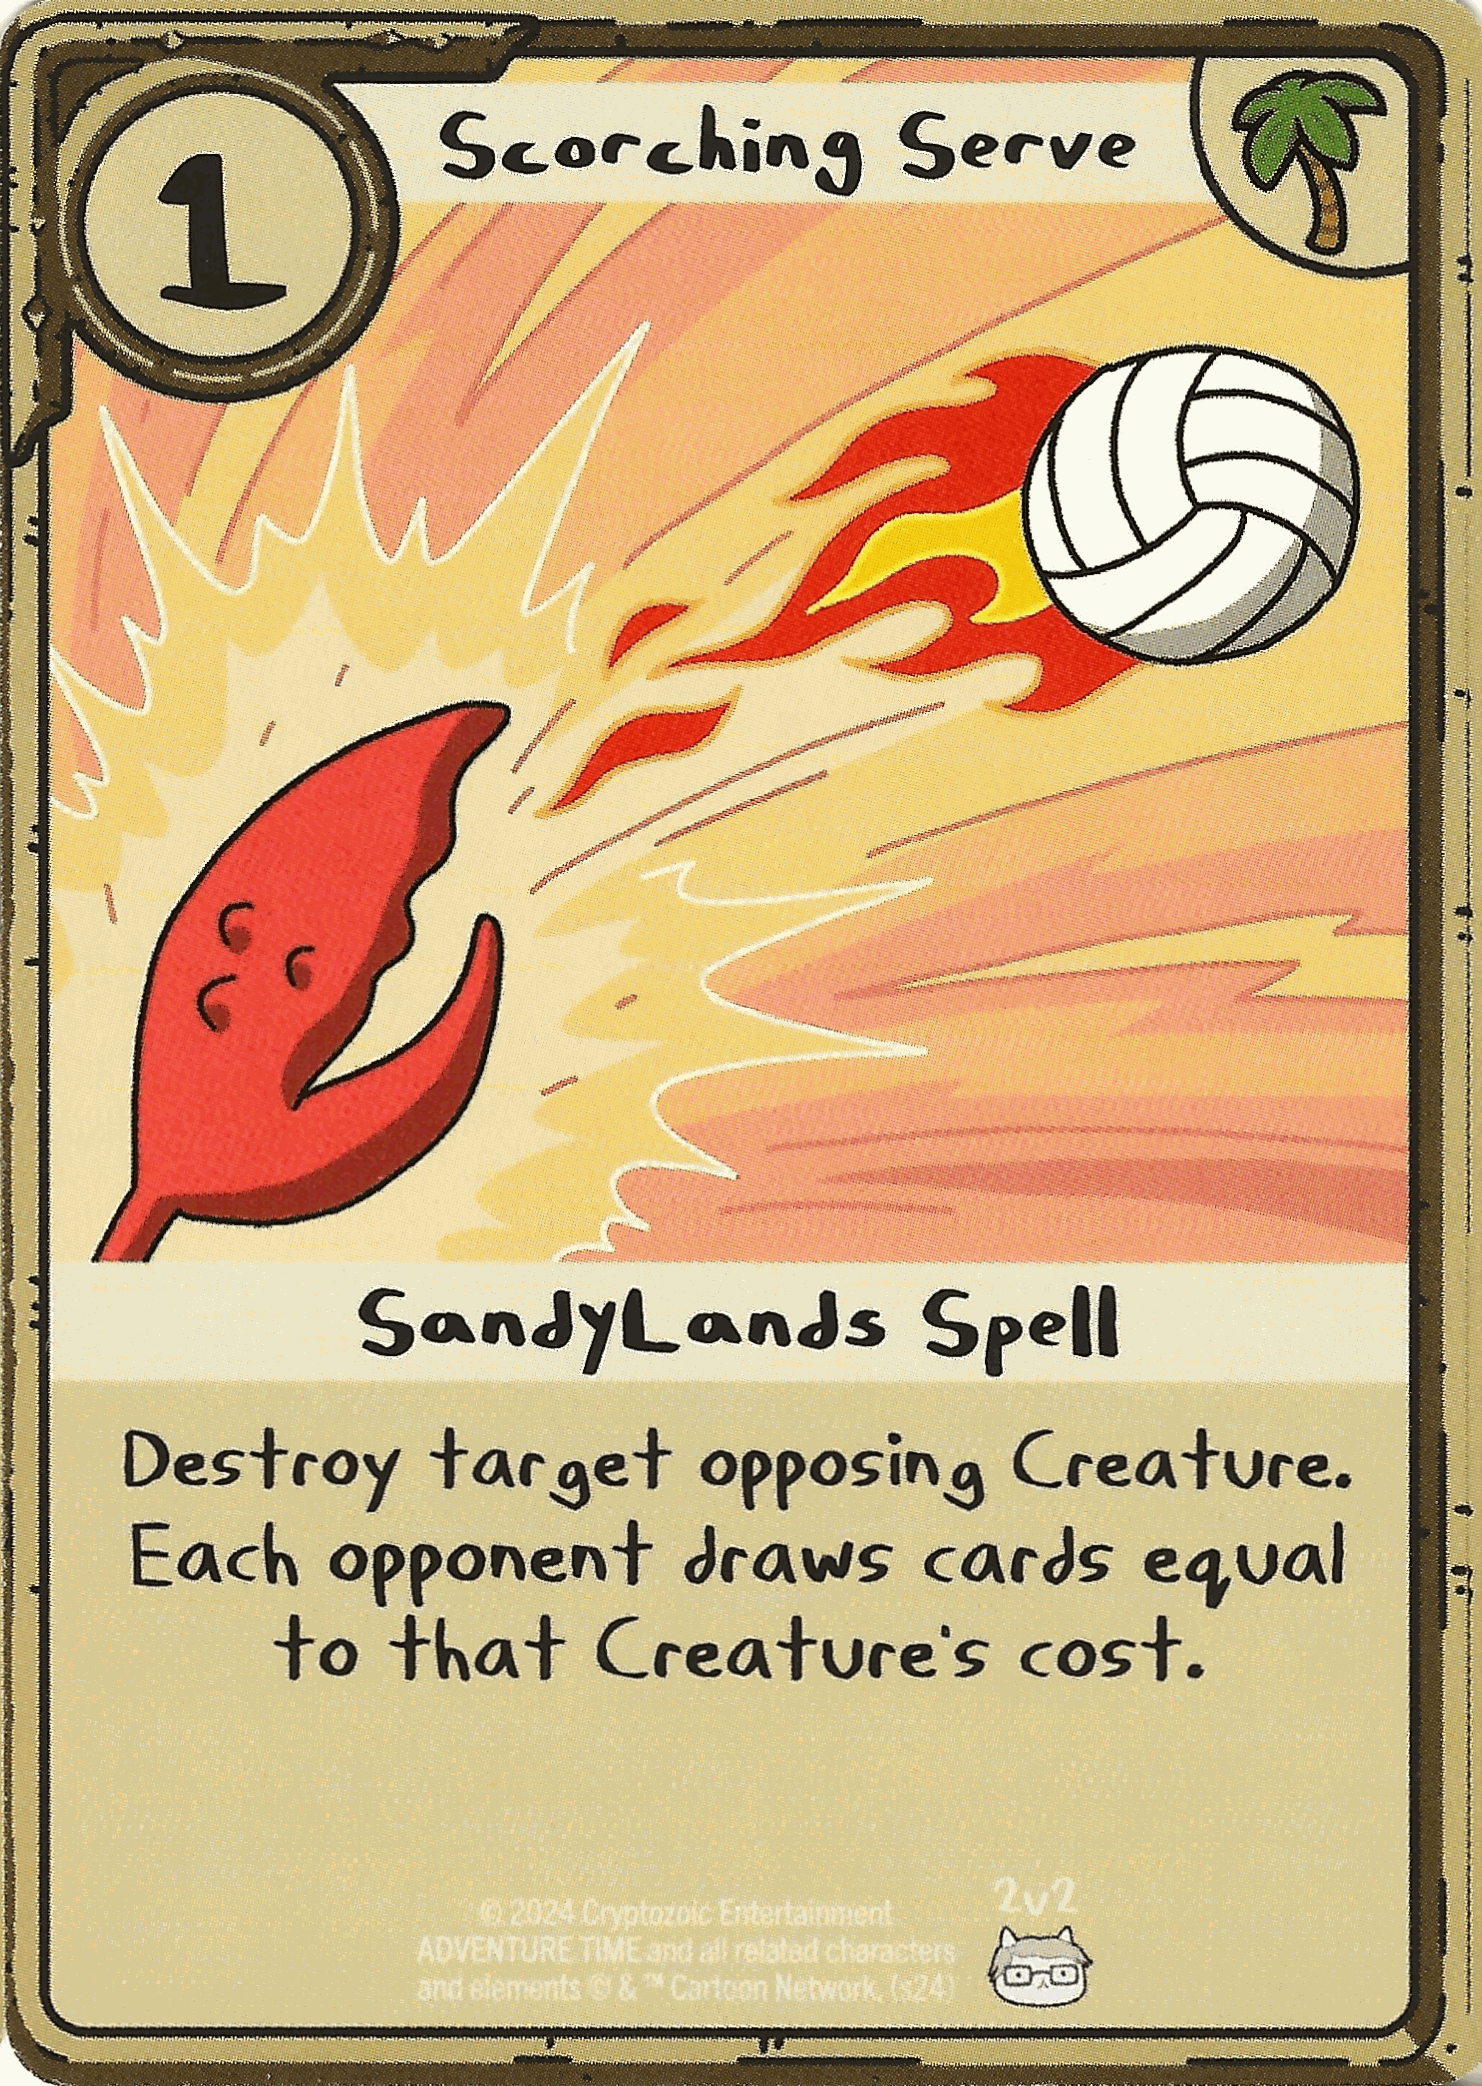 1
Scorching Serve
SandyLands Spell
Destroy target opposing Creature.
Each opponent draws cards equal
to that Creature's cost.
2v2
© 2024 Cryptozoic Entertainment
ADVENTURE TIME and all related characters
and elements © & ™ Cartoon Network. (s24)